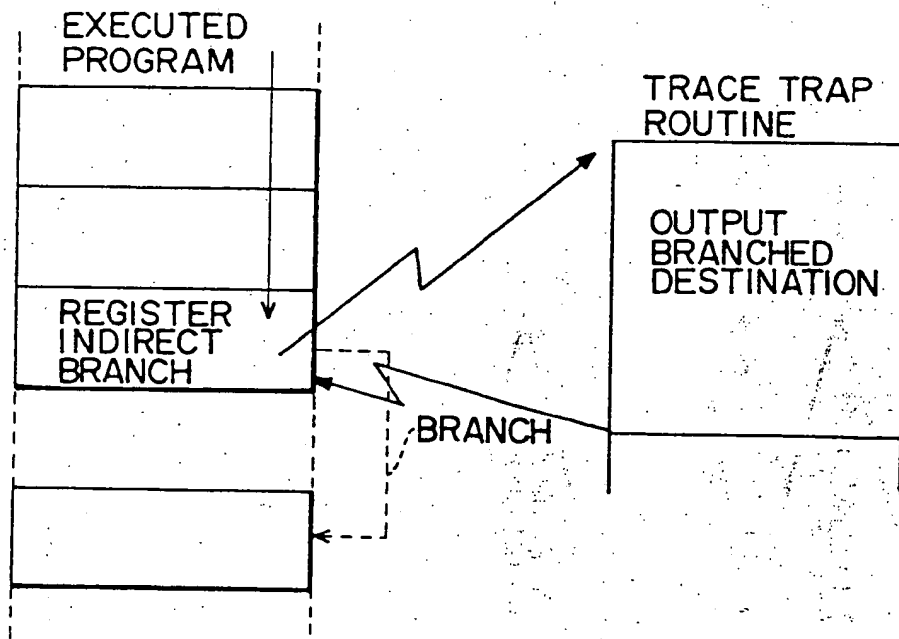 EXECUTED
PROGRAM
TRACE TRAP
ROUTINE
OUTPUT
BRANCHED
DESTINATION
REGISTER
INDIRECT
BRANCH
BRANCH